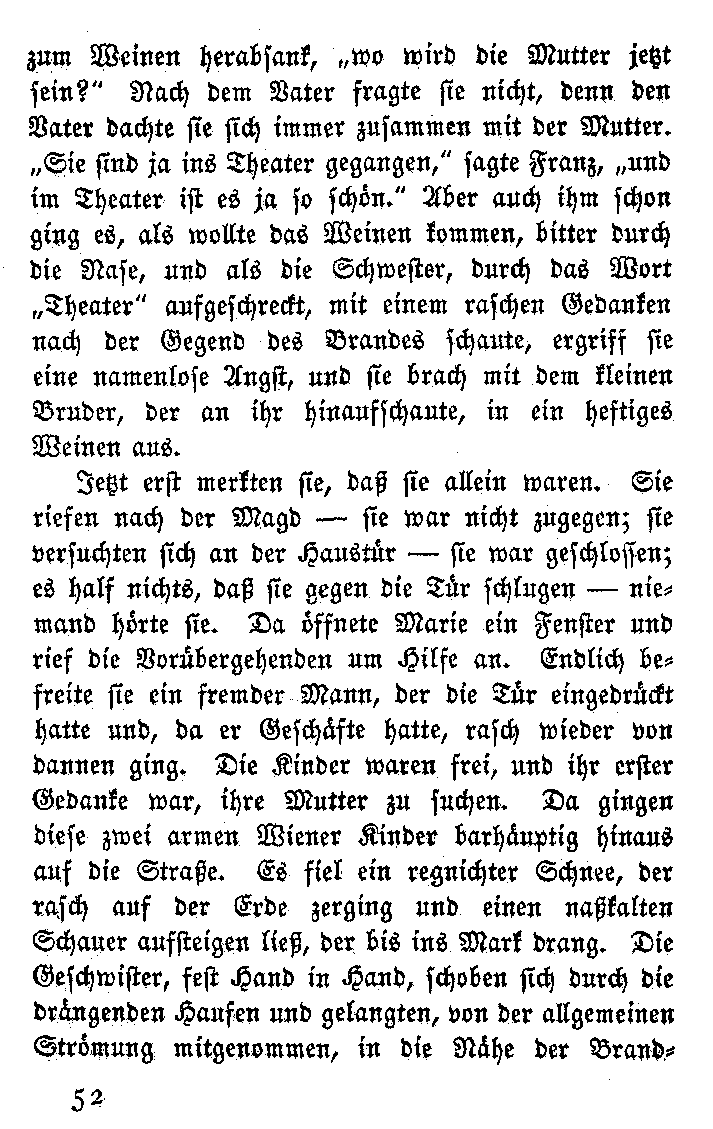 zum Weinen herabsank, „wo wird die Mutter jetzt
sein?“ Nach dem Vater fragte sie nicht, denn den
Vater dachte sie sich immer zusammen mit der Mutter.
„Sie sind ja ins Theater gegangen,“ sagte Franz, „und
im Theater ist es ja so schön.“ Aber auch ihm schon
ging es, als wollte das Weinen kommen, bitter durch
die Nase, und als die Schwester, durch das Wort
„Theater“ aufgeschreckt, mit einem raschen Gedanken
nach der Gegend des Brandes schaute, ergriff sie
eine namenlose Angst, und sie brach mit dem kleinen
Bruder, der an ihr hinaufschaute, in ein heftiges
Weinen aus.
Jetzt erst merkten sie, daß sie allein waren. Sie
riefen nach der Magd — sie war nicht zugegen; sie
versuchten sich an der Haustür — sie war geschlossen;
es half nichts, daß sie gegen die Tür schlugen — nie-
mand hörte sie. Da öffnete Marie ein Fenster und
rief die Vorübergehenden um Hilfe an. Endlich be-
freite sie ein fremder Mann, der die Tür eingedrückt
hatte und, da er Geschäfte hatte, rasch wieder von
dannen ging. Die Kinder waren frei, und ihr erster
Gedanke war, ihre Mutter zu suchen. Da gingen
diese zwei armen Wiener Kinder barhäuptig hinaus
auf die Straße. Es fiel ein regnichter Schnee, der
rasch auf der Erde zerging und einen naßkalten
Schauer aufsteigen ließ, der bis ins Mark drang. Die
Geschwister, fest Hand in Hand, schoben sich durch die
drängenden Haufen und gelangten, von der allgemeinen
Strömung mitgenommen, in die Nähe der Brand-
52